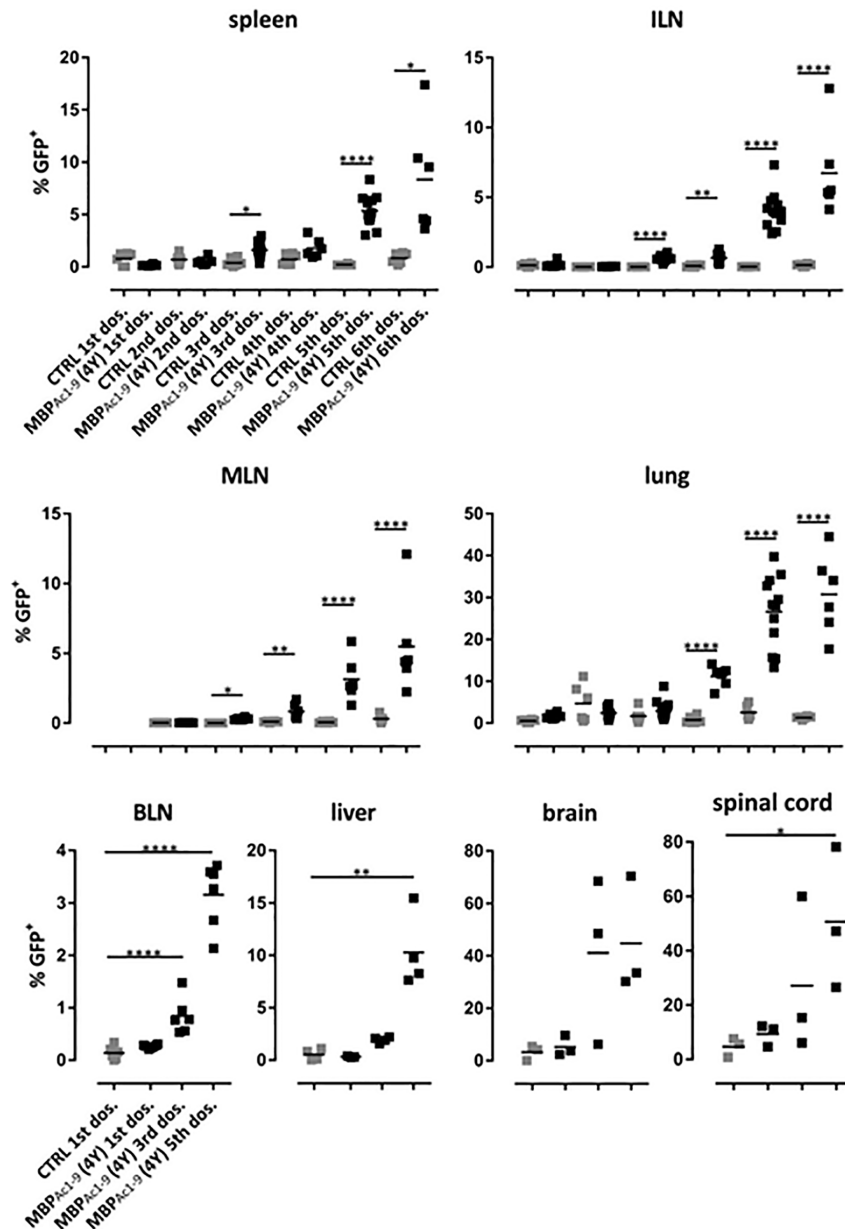 spleen
ILN
% GFP+
20
15
10
5
0
*
****
*
15
10
5
0
****
**
****
****
CTRL 1st dos.
MBPAc1-9 (4Y) 1st dos.
CTRL 2nd dos.
MBPAc1-9 (4Y) 2nd dos.
CTRL 3rd dos.
MBPAc1-9 (4Y) 3rd dos.
CTRL 4th dos.
MBPAc1-9 (4Y) 4th dos.
CTRL 5th dos.
MBPAc1-9 (4Y) 5th dos.
CTRL 6th dos.
MBPAc1-9 (4Y) 6th dos.
MLN
lung
% GFP+
15
10
5
0
*
**
****
****
50
40
30
20
10
0
****
****
****
BLN
liver
brain
spinal cord
% GFP+
4
3
2
1
0
****
****
20
15
10
5
0
**
80
60
40
20
0
80
60
40
20
0
*
CTRL 1st dos.
MBPAc1-9 (4Y) 1st dos.
MBPAc1-9 (4Y) 3rd dos.
MBPAc1-9 (4Y) 5th dos.